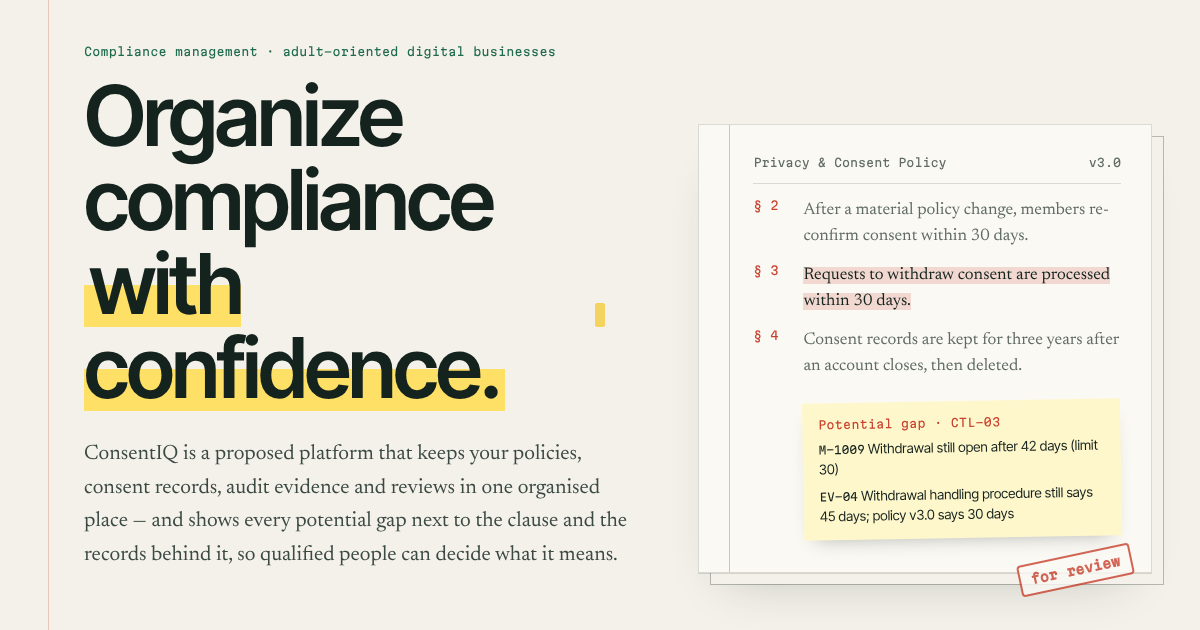 Compliance management · adult-oriented digital businesses
Organize
compliance
with
confidence.
ConsentIQ is a proposed platform that keeps your policies,
consent records, audit evidence and reviews in one organised
place — and shows every potential gap next to the clause and the
records behind it, so qualified people can decide what it means.
Privacy & Consent Policy v3.0
§ 2 After a material policy change, members re-
confirm consent within 30 days.
§ 3 Requests to withdraw consent are processed
within 30 days.
§ 4 Consent records are kept for three years after
an account closes, then deleted.
Potential gap · CTL-03
M-1009 Withdrawal still open after 42 days (limit
30)
EV-04 Withdrawal handling procedure still says
45 days; policy v3.0 says 30 days
for review